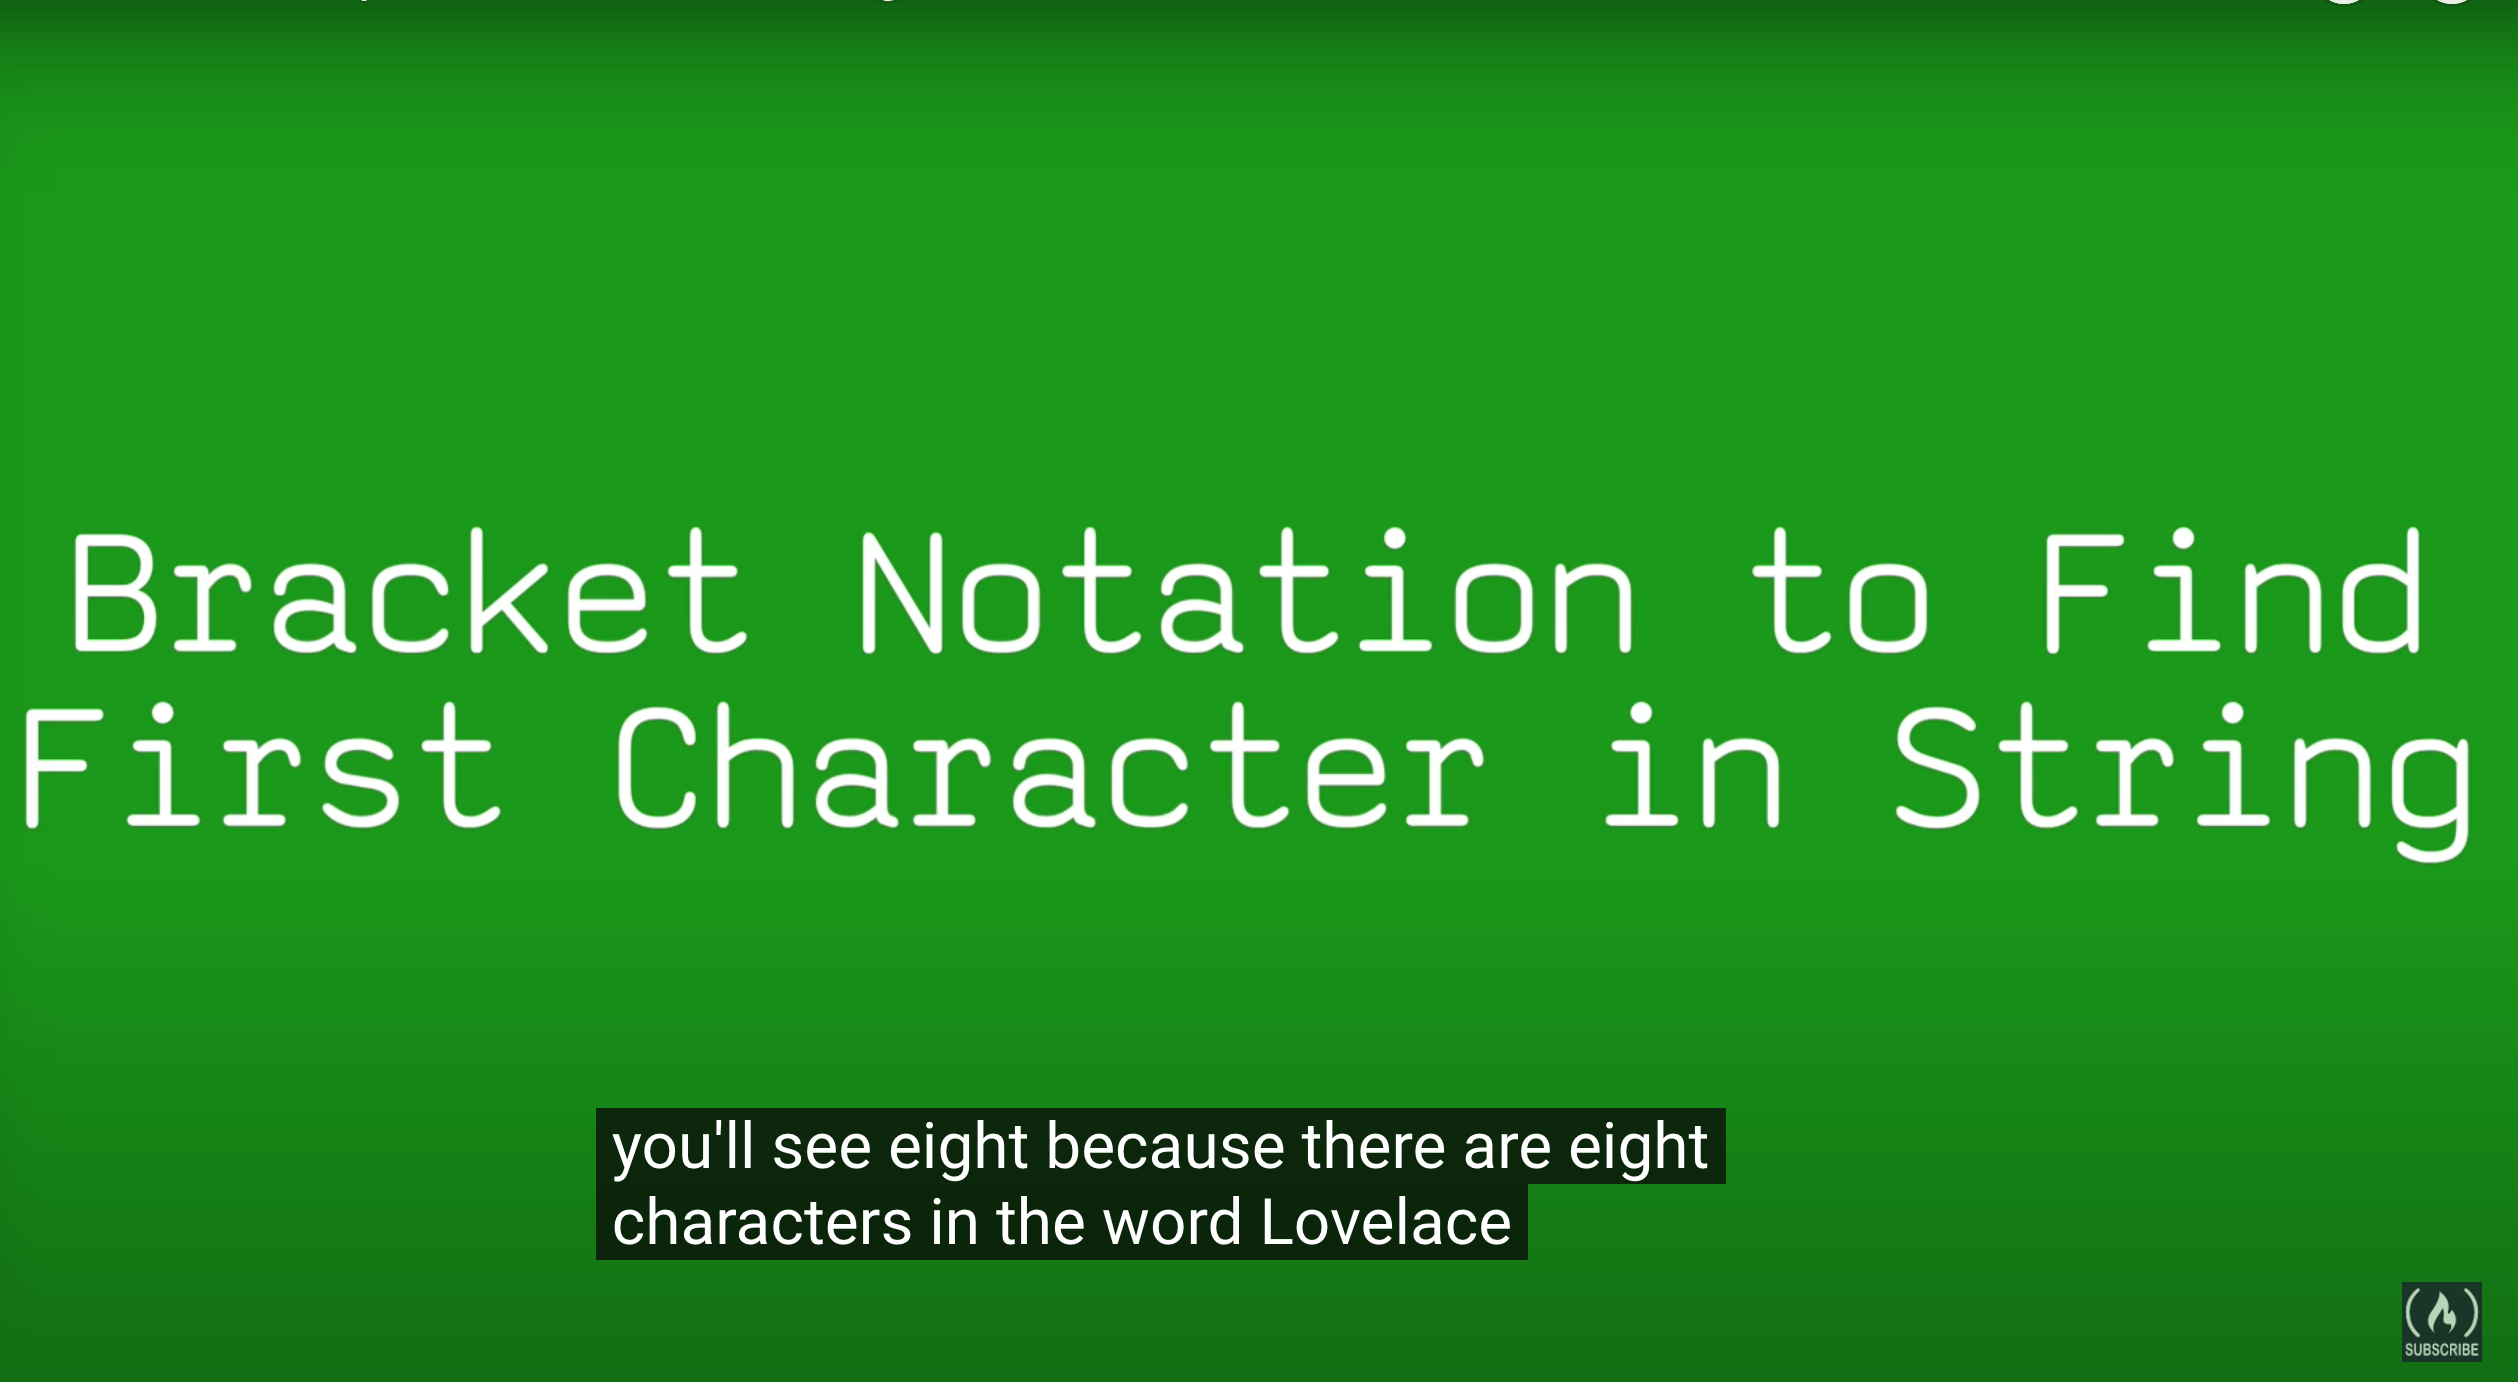 Bracket Notation to Find
First Character in String
you'll see eight because there are eight
characters in the word Lovelace
SUBSCRIBE